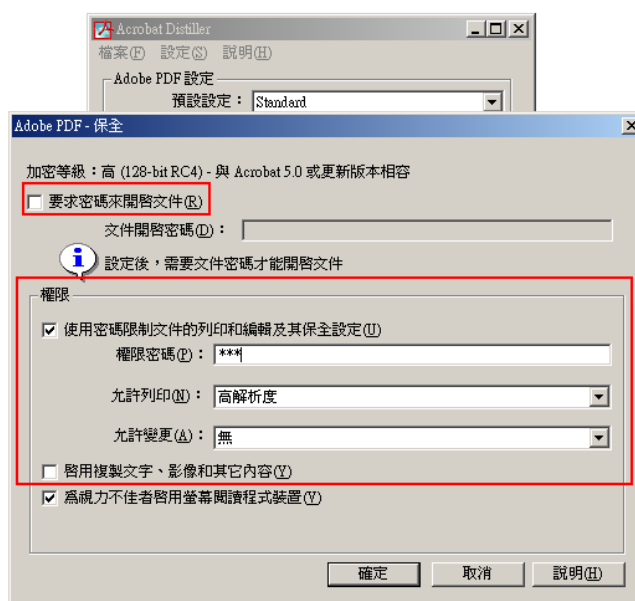 Acrobat Distiller
檔案(F) 設定(S) 說明(H)
Adobe PDF 設定
預設設定： Standard
Adobe PDF - 保全
加密等級：高 (128-bit RC4) - 與 Acrobat 5.0 或更新版本相容
要求密碼來開啓文件(R)
文件開啓密碼(D)：
設定後，需要文件密碼才能開啓文件
權限
使用密碼限制文件的列印和編輯及其保全設定(U)
權限密碼(P)： ***
允許列印(N)： 高解析度
允許變更(A)： 無
啓用複製文字、影像和其它內容(Y)
爲視力不佳者啓用螢幕閱讀程式裝置(Y)
確定 取消 說明(H)